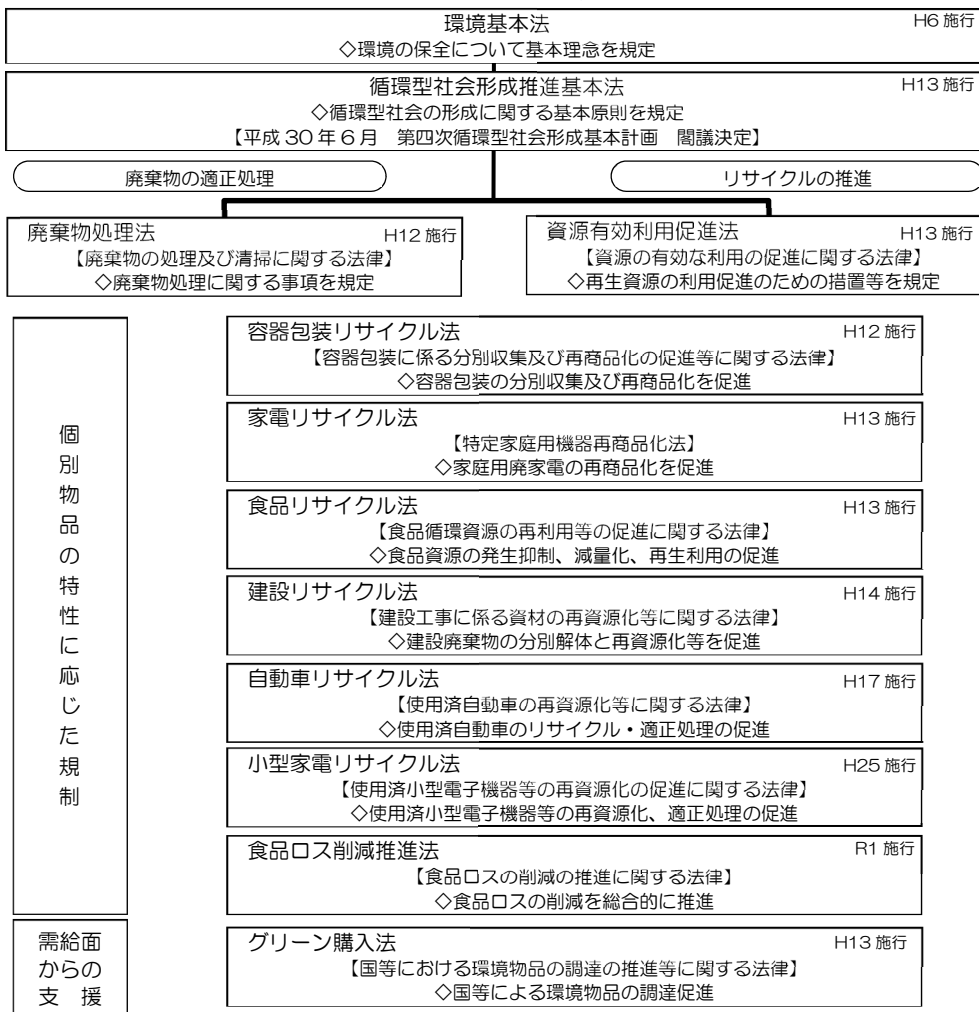 環境基本法 H6 施行
◇環境の保全について基本理念を規定
循環型社会形成推進基本法 H13 施行
◇循環型社会の形成に関する基本原則を規定
【平成 30 年 6 月　第四次循環型社会形成基本計画　閣議決定】
廃棄物の適正処理
リサイクルの推進
廃棄物処理法 H12 施行
【廃棄物の処理及び清掃に関する法律】
◇廃棄物処理に関する事項を規定
資源有効利用促進法 H13 施行
【資源の有効な利用の促進に関する法律】
◇再生資源の利用促進のための措置等を規定
個別物品の特性に応じた規制
容器包装リサイクル法 H12 施行
【容器包装に係る分別収集及び再商品化の促進等に関する法律】
◇容器包装の分別収集及び再商品化を促進
家電リサイクル法 H13 施行
【特定家庭用機器再商品化法】
◇家庭用廃家電の再商品化を促進
食品リサイクル法 H13 施行
【食品循環資源の再利用等の促進に関する法律】
◇食品資源の発生抑制、減量化、再生利用の促進
建設リサイクル法 H14 施行
【建設工事に係る資材の再資源化等に関する法律】
◇建設廃棄物の分別解体と再資源化等を促進
自動車リサイクル法 H17 施行
【使用済自動車の再資源化等に関する法律】
◇使用済自動車のリサイクル・適正処理の促進
小型家電リサイクル法 H25 施行
【使用済小型電子機器等の再資源化の促進に関する法律】
◇使用済小型電子機器等の再資源化、適正処理の促進
食品ロス削減推進法 R1 施行
【食品ロスの削減の推進に関する法律】
◇食品ロスの削減を総合的に推進
需給面
からの
支　援
グリーン購入法 H13 施行
【国等における環境物品の調達の推進等に関する法律】
◇国等による環境物品の調達促進